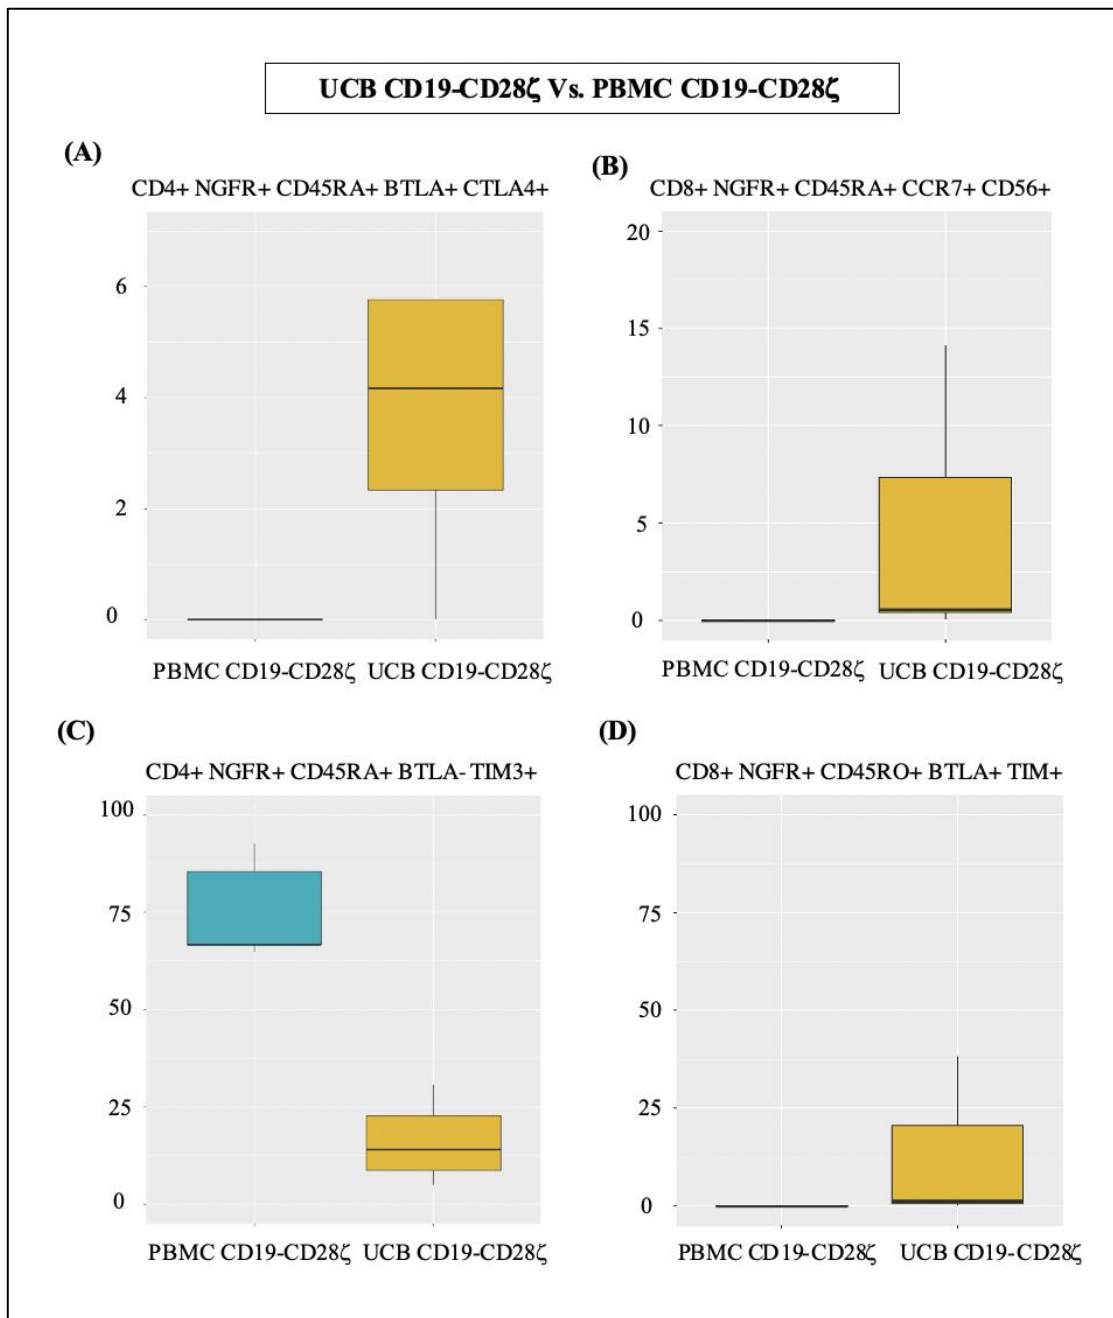 UCB CD19-CD28ζ Vs. PBMC CD19-CD28ζ
(A)
CD4+ NGFR+ CD45RA+ BTLA+ CTLA4+
6
4
2
0
PBMC CD19-CD28ζ UCB CD19-CD28ζ
(B)
CD8+ NGFR+ CD45RA+ CCR7+ CD56+
20
15
10
5
0
PBMC CD19-CD28ζ UCB CD19-CD28ζ
(C)
CD4+ NGFR+ CD45RA+ BTLA- TIM3+
100
75
50
25
0
PBMC CD19-CD28ζ UCB CD19-CD28ζ
(D)
CD8+ NGFR+ CD45RO+ BTLA+ TIM+
100
75
50
25
0
PBMC CD19-CD28ζ UCB CD19-CD28ζ